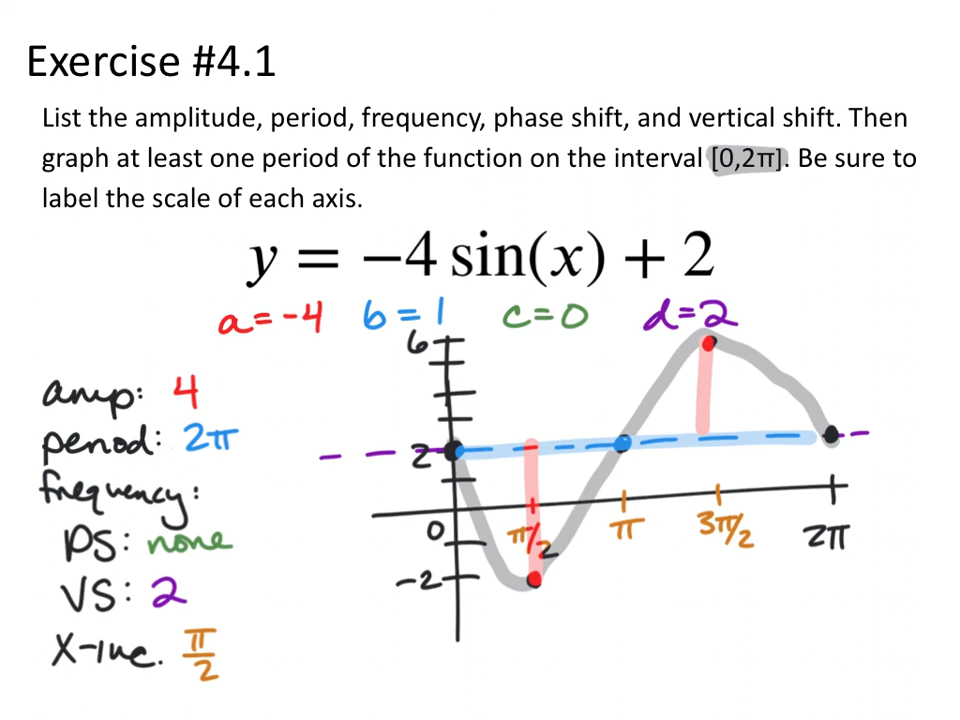 Exercise #4.1
List the amplitude, period, frequency, phase shift, and vertical shift. Then
graph at least one period of the function on the interval [0,2π]. Be sure to
label the scale of each axis.
y = −4 sin(x) + 2
a=-4 b=1 c=0 d=2
6
amp: 4
period: 2π
2
frequency:
0 π/2 π 3π/2 2π
PS: none
-2
VS: 2
X-inc. π/2